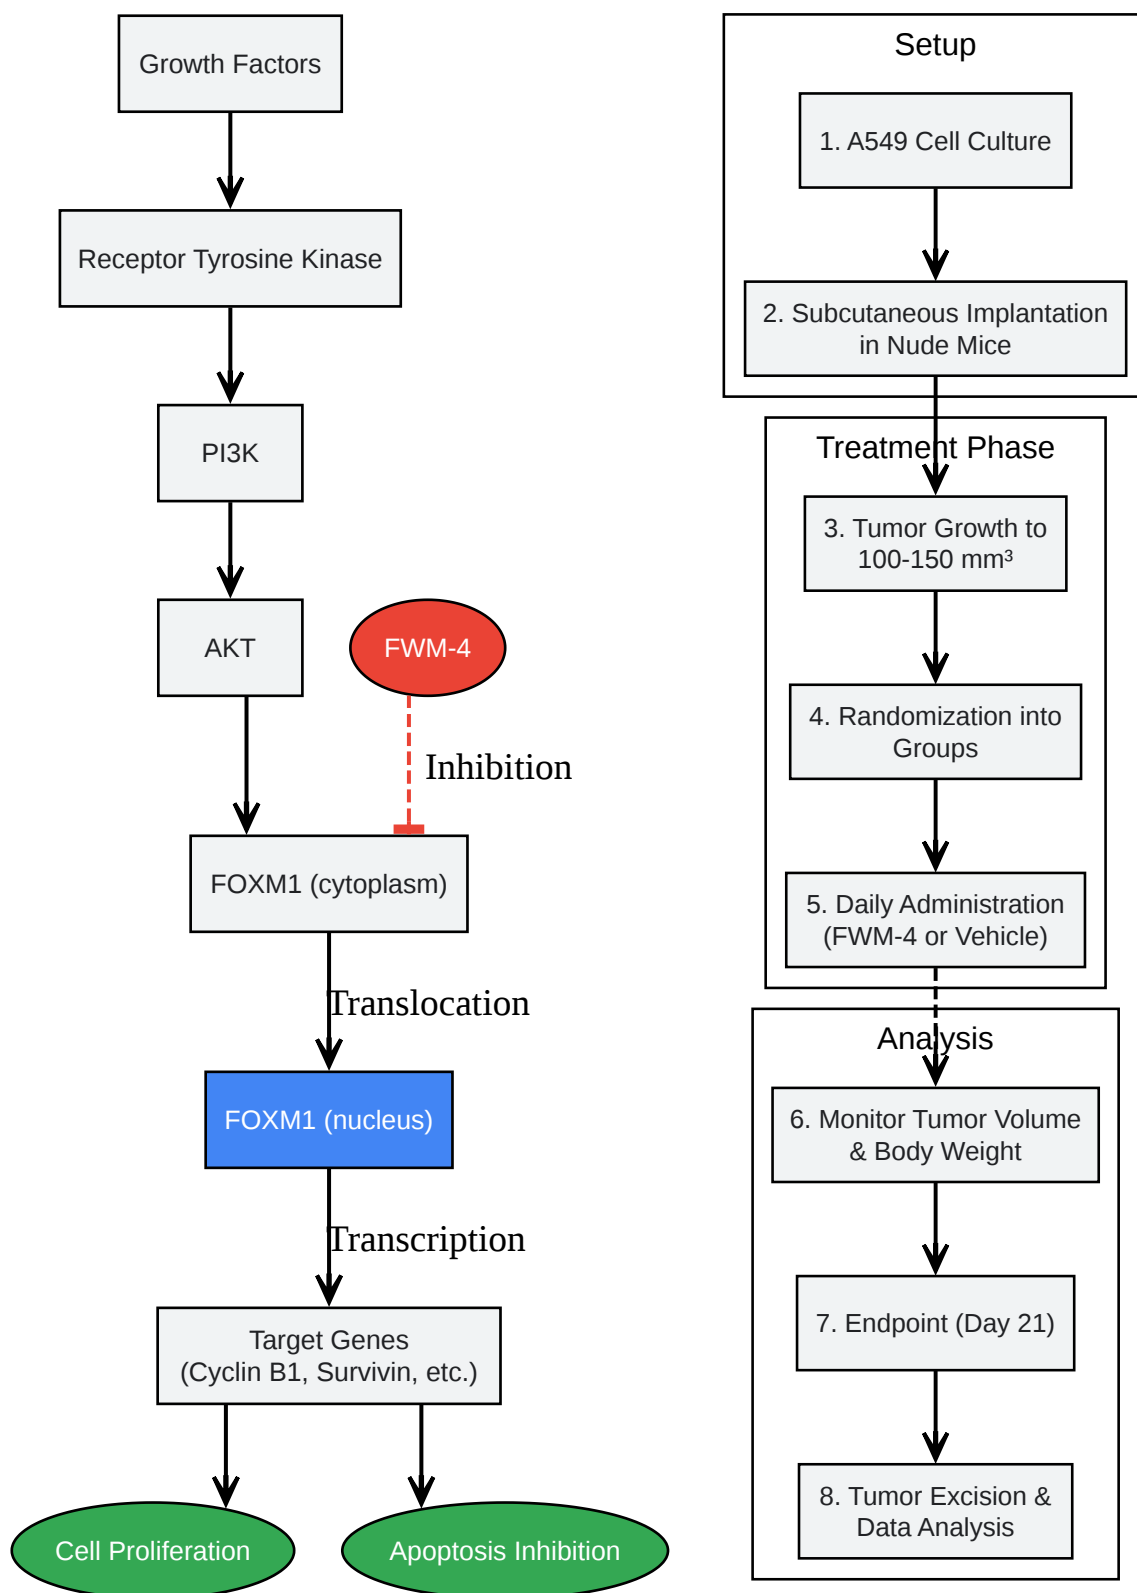 Growth Factors
Receptor Tyrosine Kinase
PI3K
AKT
FWM-4
Inhibition
FOXM1 (cytoplasm)
Translocation
FOXM1 (nucleus)
Transcription
Target Genes
(Cyclin B1, Survivin, etc.)
Cell Proliferation
Apoptosis Inhibition
Setup
1. A549 Cell Culture
2. Subcutaneous Implantation
in Nude Mice
Treatment Phase
3. Tumor Growth to
100-150 mm³
4. Randomization into
Groups
5. Daily Administration
(FWM-4 or Vehicle)
Analysis
6. Monitor Tumor Volume
& Body Weight
7. Endpoint (Day 21)
8. Tumor Excision &
Data Analysis